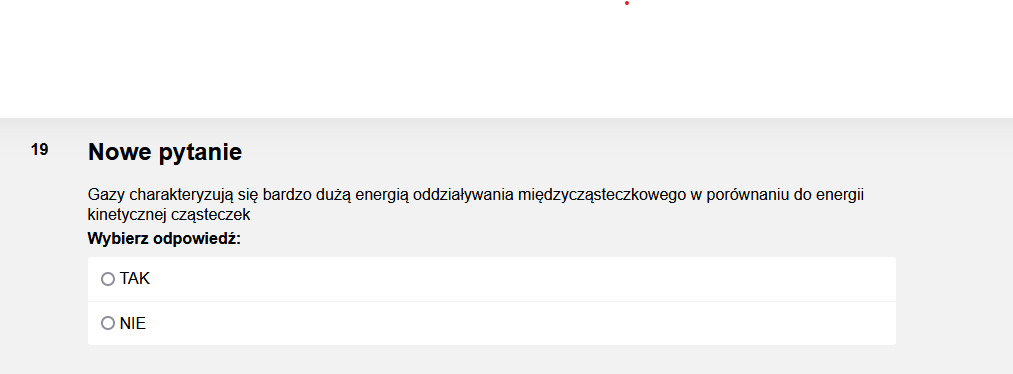 19
Nowe pytanie
Gazy charakteryzują się bardzo dużą energią oddziaływania międzycząsteczkowego w porównaniu do energii
kinetycznej cząsteczek
Wybierz odpowiedź:
TAK
NIE